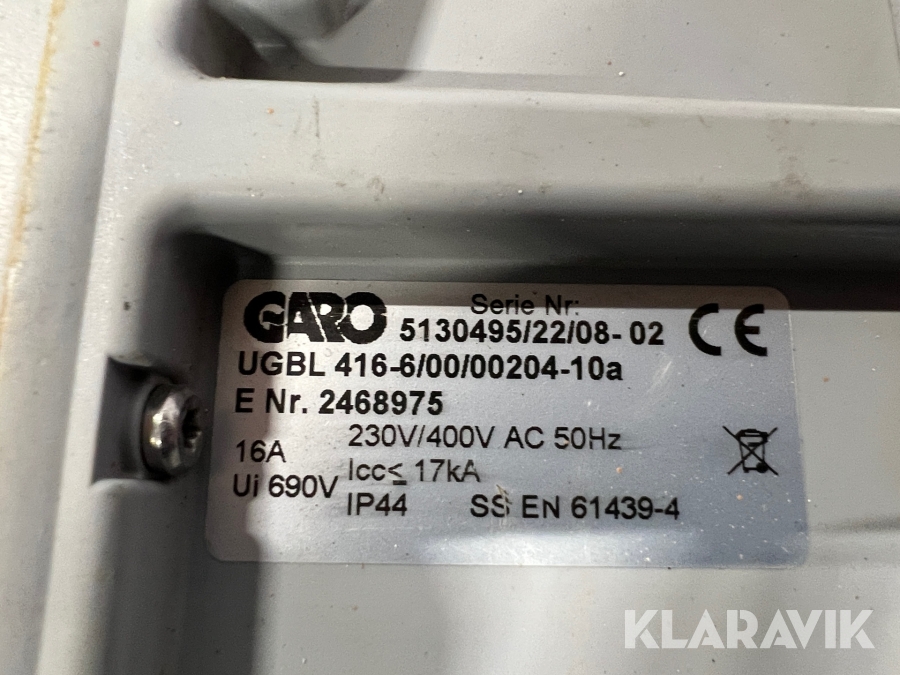 GARO
Serie Nr:
5130495/22/08- 02
CE
UGBL 416-6/00/00204-10a
E Nr. 2468975
16A
230V/400V AC 50Hz
Ui 690V
Icc≤ 17kA
IP44 SS EN 61439-4
KLARAVIK